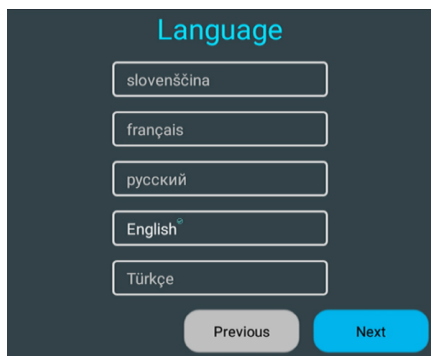 Language
slovenščina
français
русский
English
Türkçe
Previous
Next